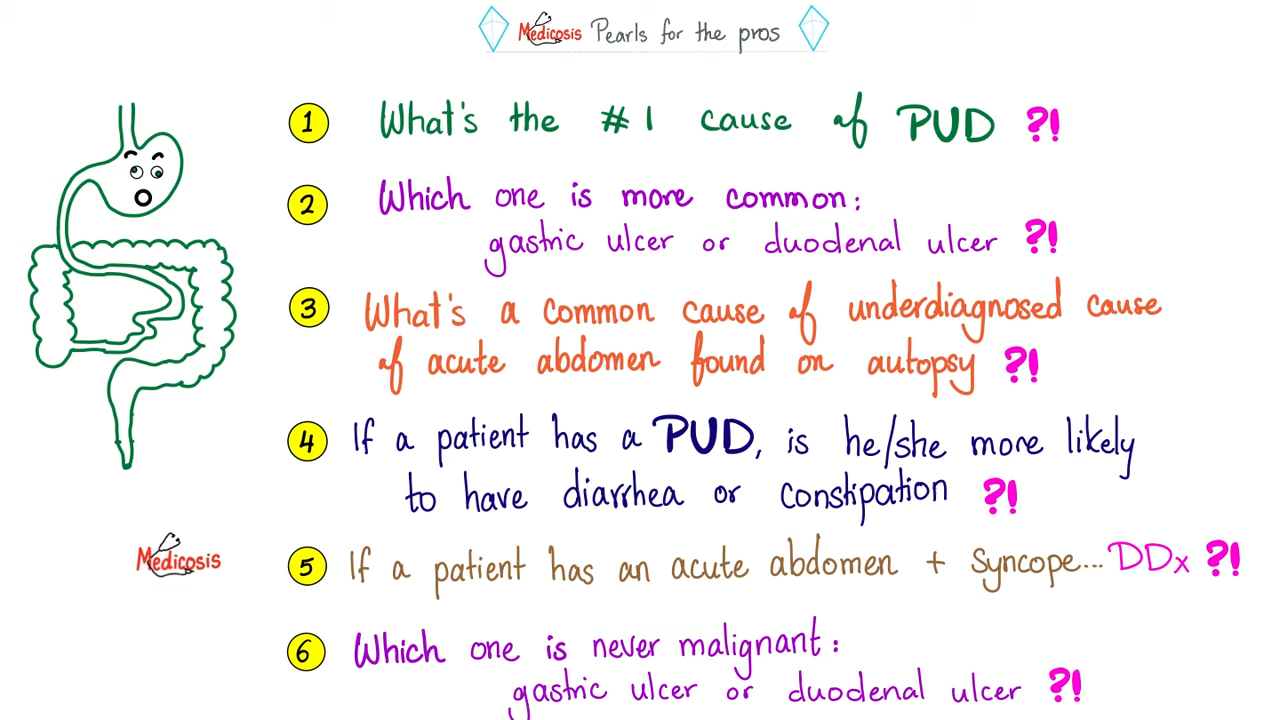 Medicosis Pearls for the pros
1 What's the #1 cause of PUD ?!
2 Which one is more common:
gastric ulcer or duodenal ulcer ?!
3 What's a common cause of underdiagnosed cause
of acute abdomen found on autopsy ?!
4 If a patient has a PUD, is he/she more likely
to have diarrhea or constipation ?!
Medicosis
5 If a patient has an acute abdomen + Syncope... DDx ?!
6 Which one is never malignant:
gastric ulcer or duodenal ulcer ?!